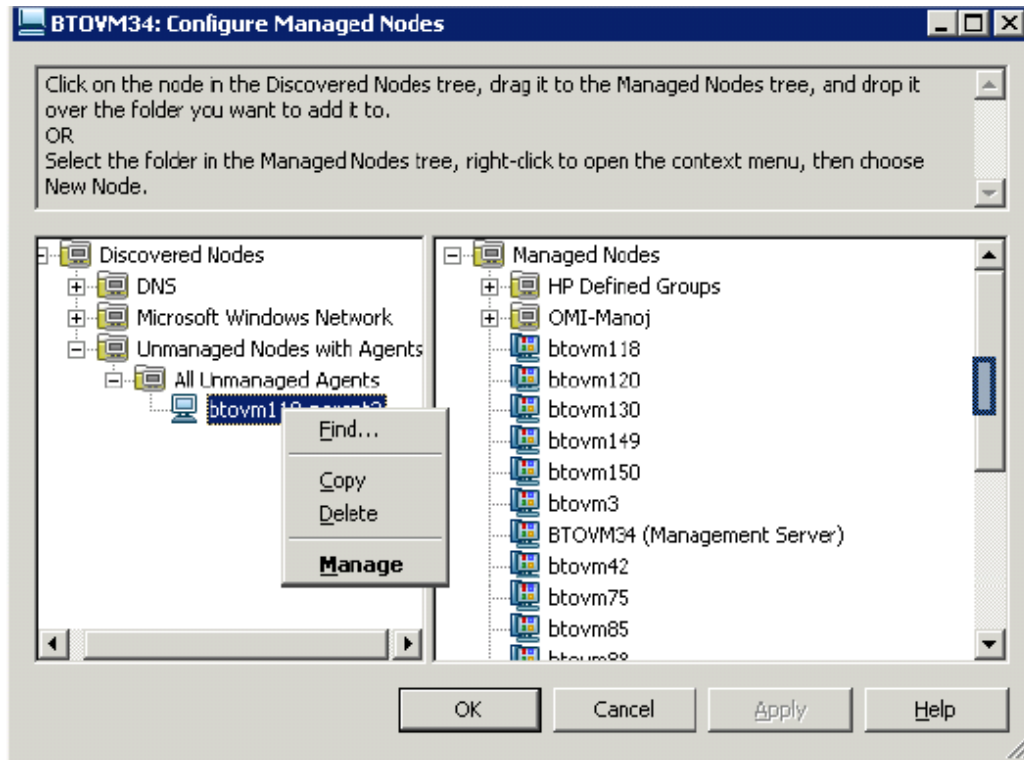 BTOVM34: Configure Managed Nodes
Click on the node in the Discovered Nodes tree, drag it to the Managed Nodes tree, and drop it
over the folder you want to add it to.
OR
Select the folder in the Managed Nodes tree, right-click to open the context menu, then choose
New Node.
Discovered Nodes
DNS
Microsoft Windows Network
Unmanaged Nodes with Agents
All Unmanaged Agents
Find...
Copy
Delete
Manage
Managed Nodes
HP Defined Groups
OMI-Manoj
btovm118
btovm120
btovm130
btovm149
btovm150
btovm3
BTOVM34 (Management Server)
btovm42
btovm75
btovm85
OK
Cancel
Apply
Help